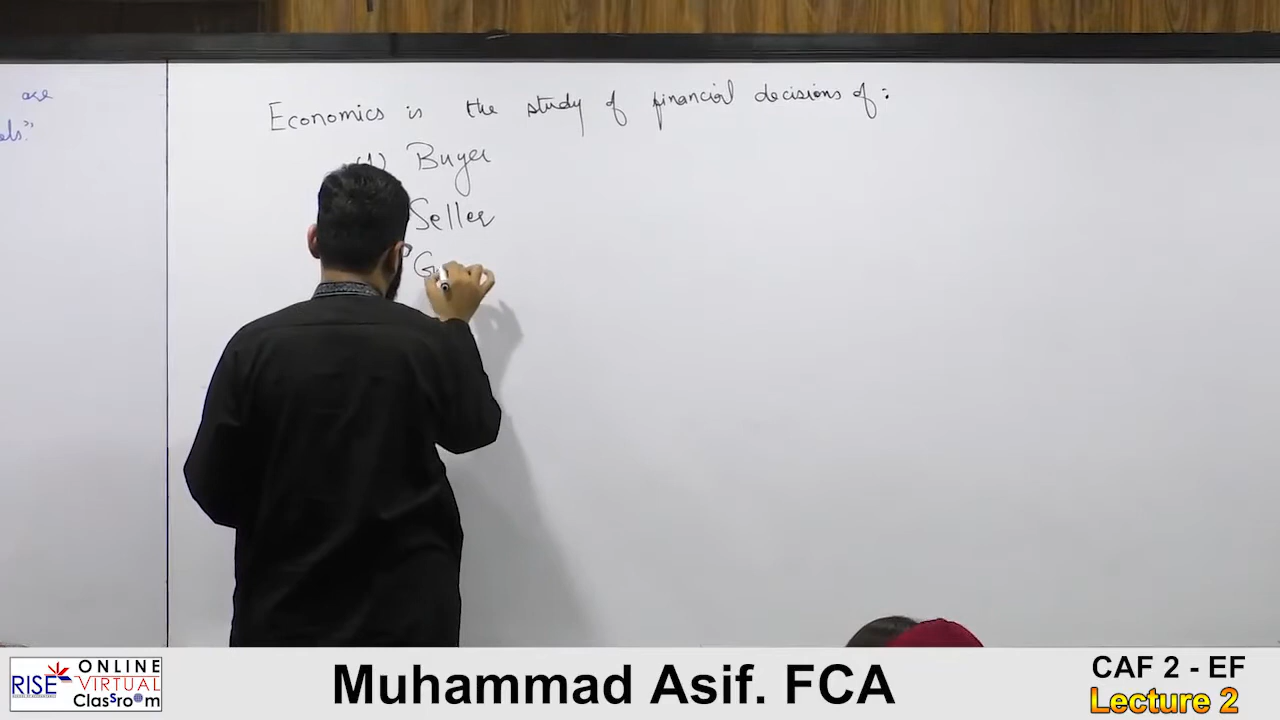 are
Economics is the study of financial decisions of:
(1) Buyer
Seller
RISE
ONLINE
VIRTUAL
Classroom
Muhammad Asif. FCA
CAF 2 - EF
Lecture 2